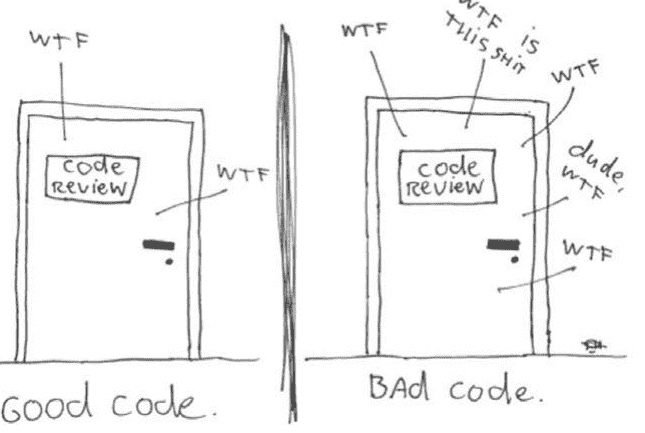 WTF
CODE
REVIEW
WTF
GOOD CODE.
WTF
WTF iS
THiS SHiT
WTF
CODE
REViEW
dude,
WTF
WTF
BAd CodE.